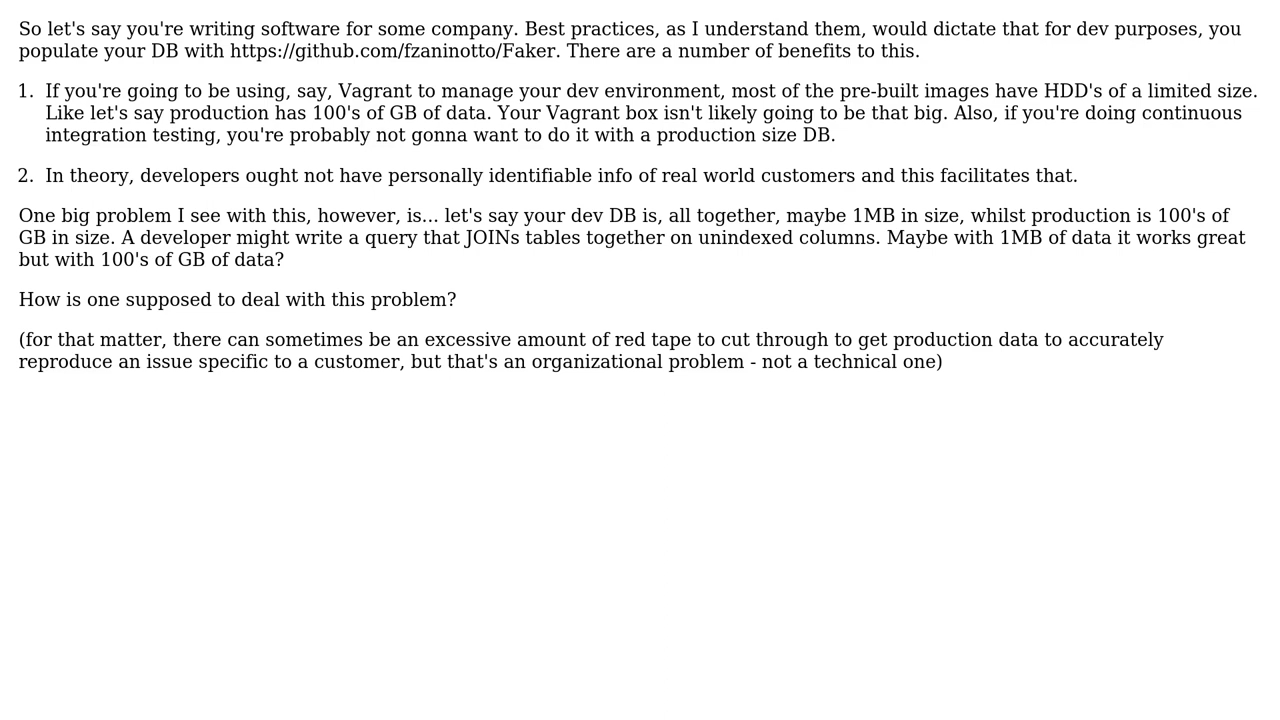 So let's say you're writing software for some company. Best practices, as I understand them, would dictate that for dev purposes, you
populate your DB with https://github.com/fzaninotto/Faker. There are a number of benefits to this.
1. If you're going to be using, say, Vagrant to manage your dev environment, most of the pre-built images have HDD's of a limited size.
Like let's say production has 100's of GB of data. Your Vagrant box isn't likely going to be that big. Also, if you're doing continuous
integration testing, you're probably not gonna want to do it with a production size DB.
2. In theory, developers ought not have personally identifiable info of real world customers and this facilitates that.
One big problem I see with this, however, is... let's say your dev DB is, all together, maybe 1MB in size, whilst production is 100's of
GB in size. A developer might write a query that JOINs tables together on unindexed columns. Maybe with 1MB of data it works great
but with 100's of GB of data?
How is one supposed to deal with this problem?
(for that matter, there can sometimes be an excessive amount of red tape to cut through to get production data to accurately
reproduce an issue specific to a customer, but that's an organizational problem - not a technical one)